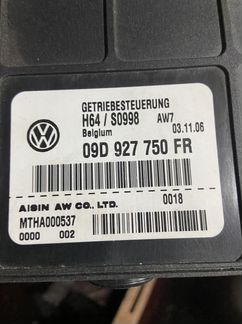 GETRIEBESTEUERUNG
H64 / S0998 AW7
Belgium 03.11.06
09D 927 750 FR
AISIN AW CO., LTD. 0018
MTHA000537
0000 002